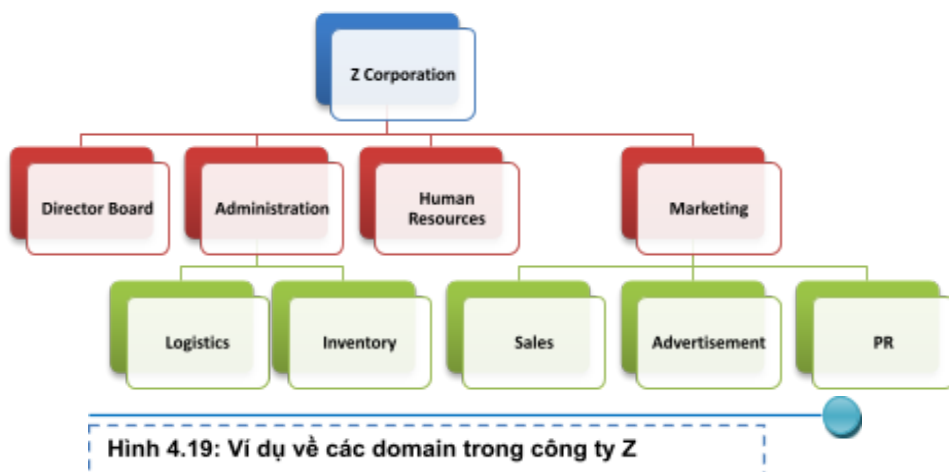 Z Corporation
Director Board
Administration
Human
Resources
Marketing
Logistics
Inventory
Sales
Advertisement
PR
Hình 4.19: Ví dụ về các domain trong công ty Z